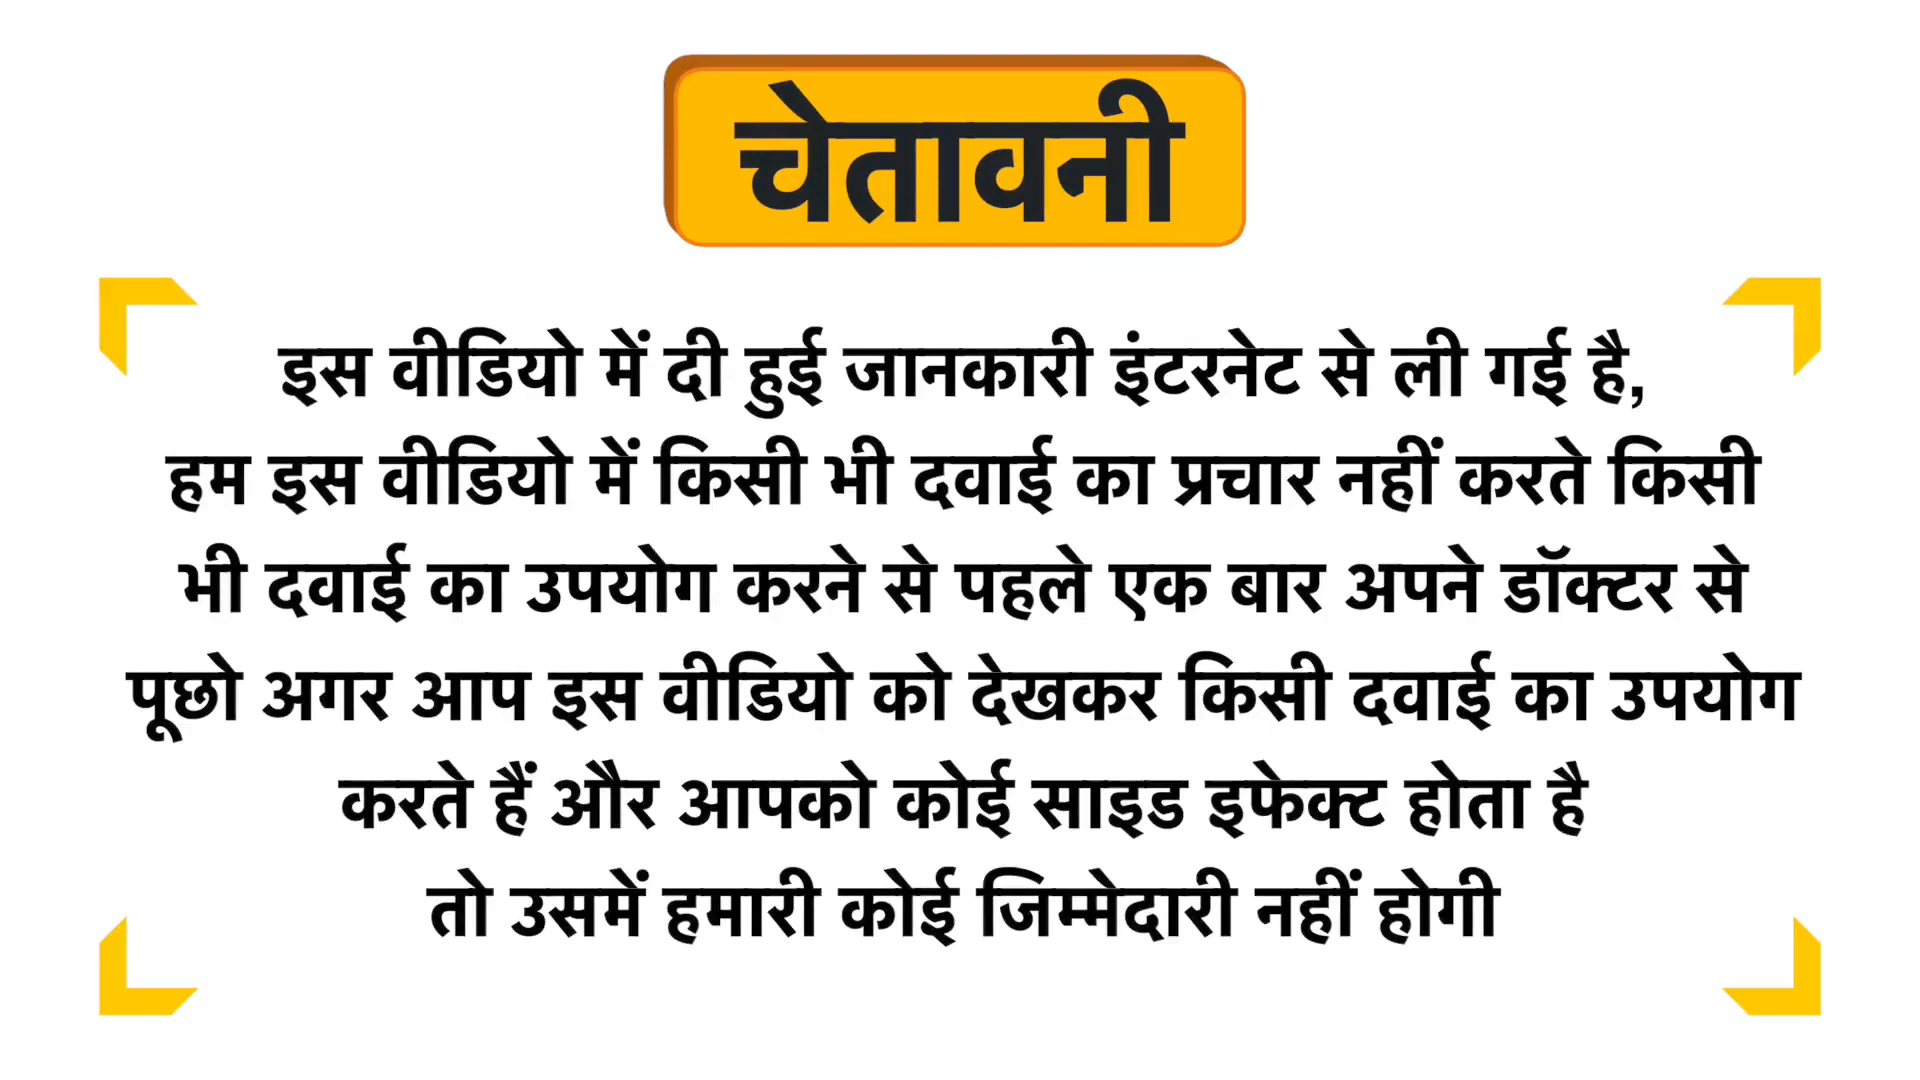 चेतावनी
इस वीडियो में दी हुई जानकारी इंटरनेट से ली गई है,
हम इस वीडियो में किसी भी दवाई का प्रचार नहीं करते किसी
भी दवाई का उपयोग करने से पहले एक बार अपने डॉक्टर से
पूछो अगर आप इस वीडियो को देखकर किसी दवाई का उपयोग
करते हैं और आपको कोई साइड इफेक्ट होता है
तो उसमें हमारी कोई जिम्मेदारी नहीं होगी